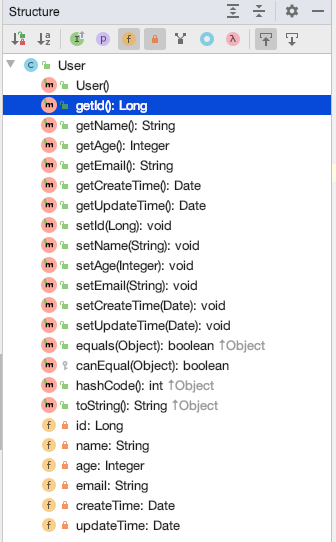 Structure
User
User()
getId(): Long
getName(): String
getAge(): Integer
getEmail(): String
getCreateTime(): Date
getUpdateTime(): Date
setId(Long): void
setName(String): void
setAge(Integer): void
setEmail(String): void
setCreateTime(Date): void
setUpdateTime(Date): void
equals(Object): boolean ↑Object
canEqual(Object): boolean
hashCode(): int ↑Object
toString(): String ↑Object
id: Long
name: String
age: Integer
email: String
createTime: Date
updateTime: Date